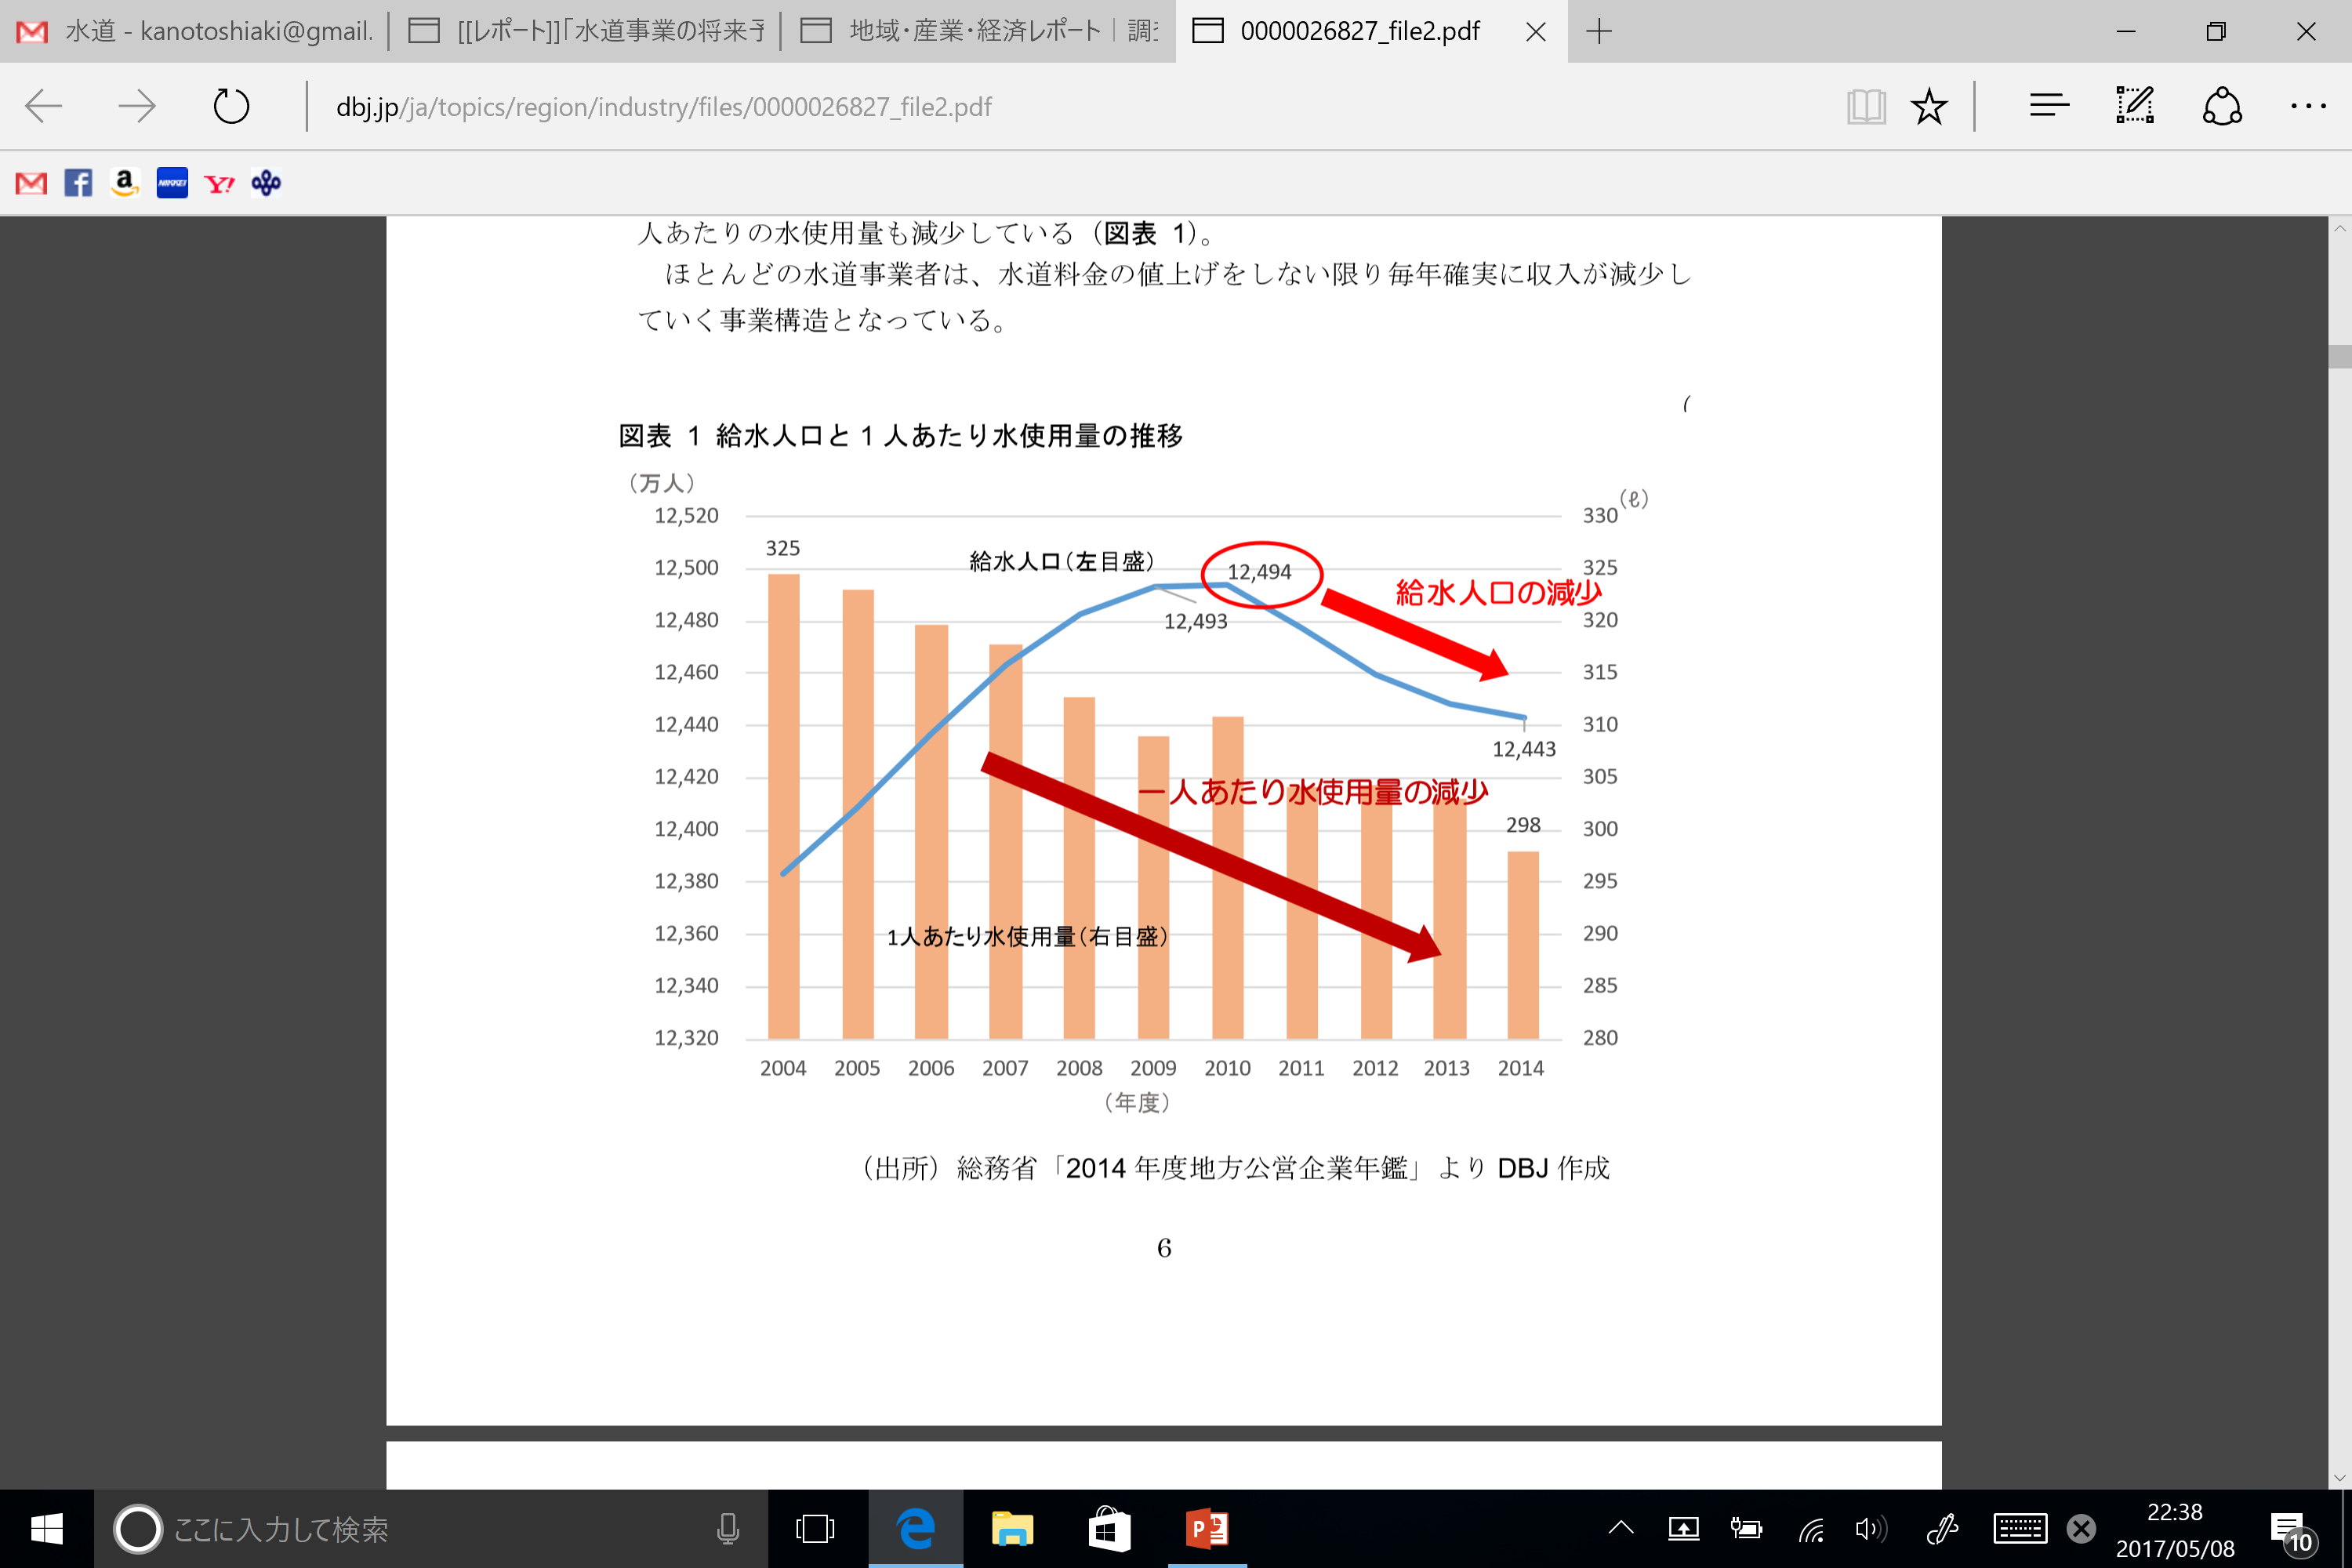 水道 - kanotoshiaki@gmail.
[[レポート]]「水道事業の将来予
地域・産業・経済レポート｜調査
0000026827_file2.pdf
dbj.jp/ja/topics/region/industry/files/0000026827_file2.pdf
NIKKEI
人あたりの水使用量も減少している（図表 1）。
ほとんどの水道事業者は、水道料金の値上げをしない限り毎年確実に収入が減少し
ていく事業構造となっている。
図表 1 給水人口と1人あたり水使用量の推移
（万人）
（ℓ）
12,520
330
325
給水人口（左目盛）
12,494
12,500
325
給水人口の減少
12,480
12,493
320
12,460
315
12,440
310
12,443
12,420
305
一人あたり水使用量の減少
12,400
298
300
12,380
295
12,360
1人あたり水使用量（右目盛）
290
12,340
285
12,320
280
2004 2005 2006 2007 2008 2009 2010 2011 2012 2013 2014
（年度）
（出所）総務省「2014 年度地方公営企業年鑑」より DBJ 作成
6
ここに入力して検索
22:38
2017/05/08
10